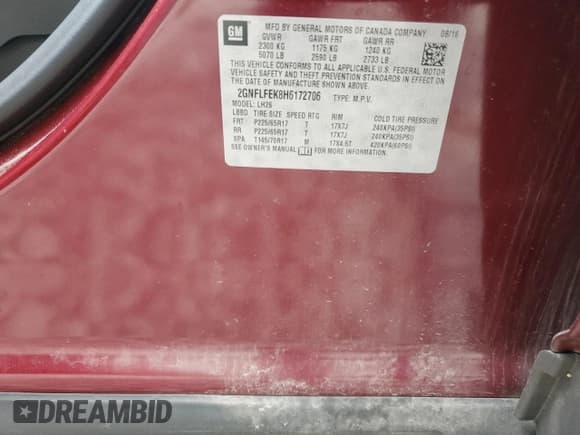 GM
MFD BY GENERAL MOTORS OF CANADA COMPANY 08/16
GVWR GAWR FRT GAWR RR
2300 KG 1175 KG 1240 KG
5070 LB 2590 LB 2733 LB
THIS VEHICLE CONFORMS TO ALL APPLICABLE U.S. FEDERAL MOTOR
VEHICLE SAFETY AND THEFT PREVENTION STANDARDS IN EFFECT ON
THE DATE OF MANUFACTURE SHOWN ABOVE.
2GNFLFEK8H6172706 TYPE: M.P.V.
MODEL: LH26
LBBD TIRE SIZE SPEED RTG RIM COLD TIRE PRESSURE
FRT P225/65R17 T 17X7J 240KPA(35PSI)
RR P225/65R17 T 17X7J 240KPA(35PSI)
SPA T145/70R17 M 17X4.5T 420KPA(60PSI)
SEE OWNER'S MANUAL
DREAMBID